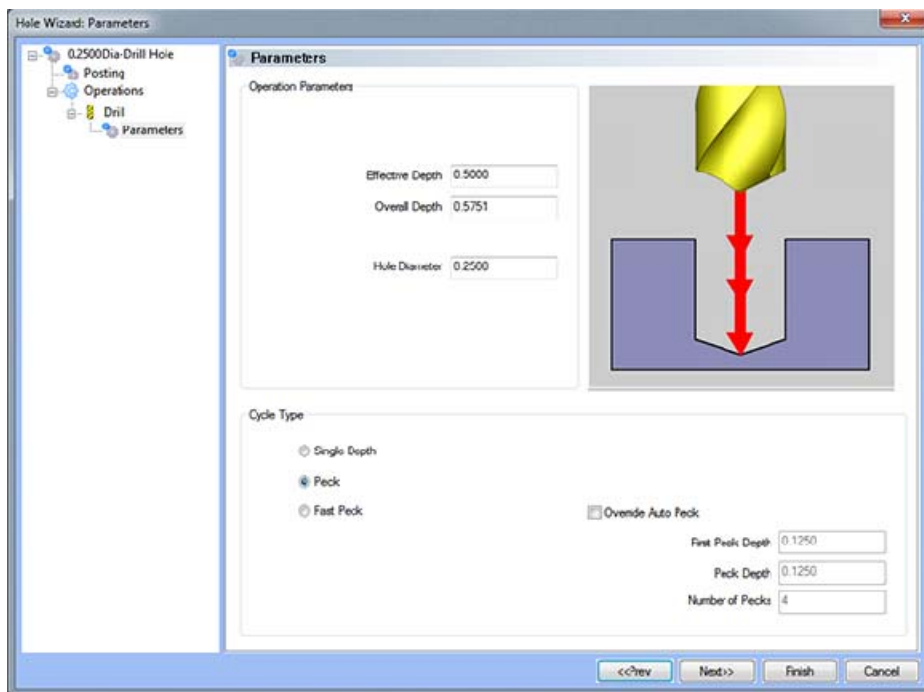 Hole Wizard: Parameters
0.2500Dia-Drill Hole
Posting
Operations
Drill
Parameters
Parameters
Operation Parameters
Effective Depth 0.5000
Overall Depth 0.5751
Hule Diameter 0.2500
Cycle Type
Single Depth
Peck
Fast Peck
Override Auto Peck
First Peck Depth 0.1250
Peck Depth 0.1250
Number of Pecks 4
<<Prev Next>> Finish Cancel